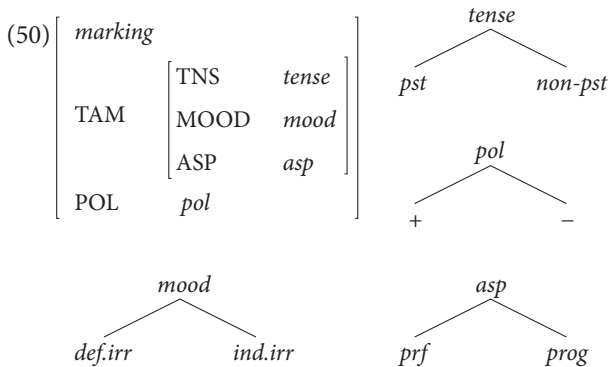 (50)
marking
TAM TNS tense
MOOD mood
ASP asp
POL pol
tense
pst non-pst
pol
+ −
mood
def.irr ind.irr
asp
prf prog